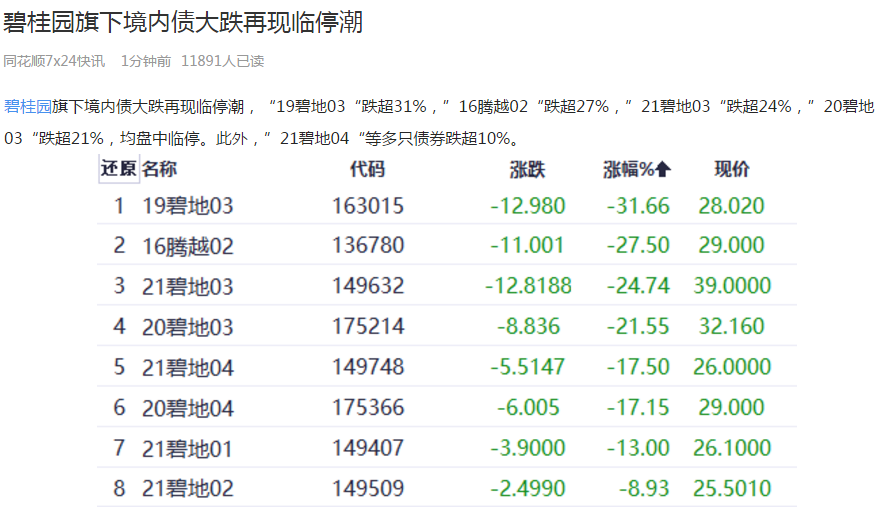 碧桂园旗下境内债大跌再现临停潮
同花顺7x24快讯 1分钟前 11891人已读
碧桂园旗下境内债大跌再现临停潮，“19碧地03“跌超31%，”16腾越02“跌超27%，”21碧地03“跌超24%，”20碧地
03“跌超21%，均盘中临停。此外，”21碧地04“等多只债券跌超10%。
还原 名称 代码 涨跌 涨幅%↑ 现价
1 19碧地03 163015 -12.980 -31.66 28.020
2 16腾越02 136780 -11.001 -27.50 29.000
3 21碧地03 149632 -12.8188 -24.74 39.0000
4 20碧地03 175214 -8.836 -21.55 32.160
5 21碧地04 149748 -5.5147 -17.50 26.0000
6 20碧地04 175366 -6.005 -17.15 29.000
7 21碧地01 149407 -3.9000 -13.00 26.1000
8 21碧地02 149509 -2.4990 -8.93 25.5010